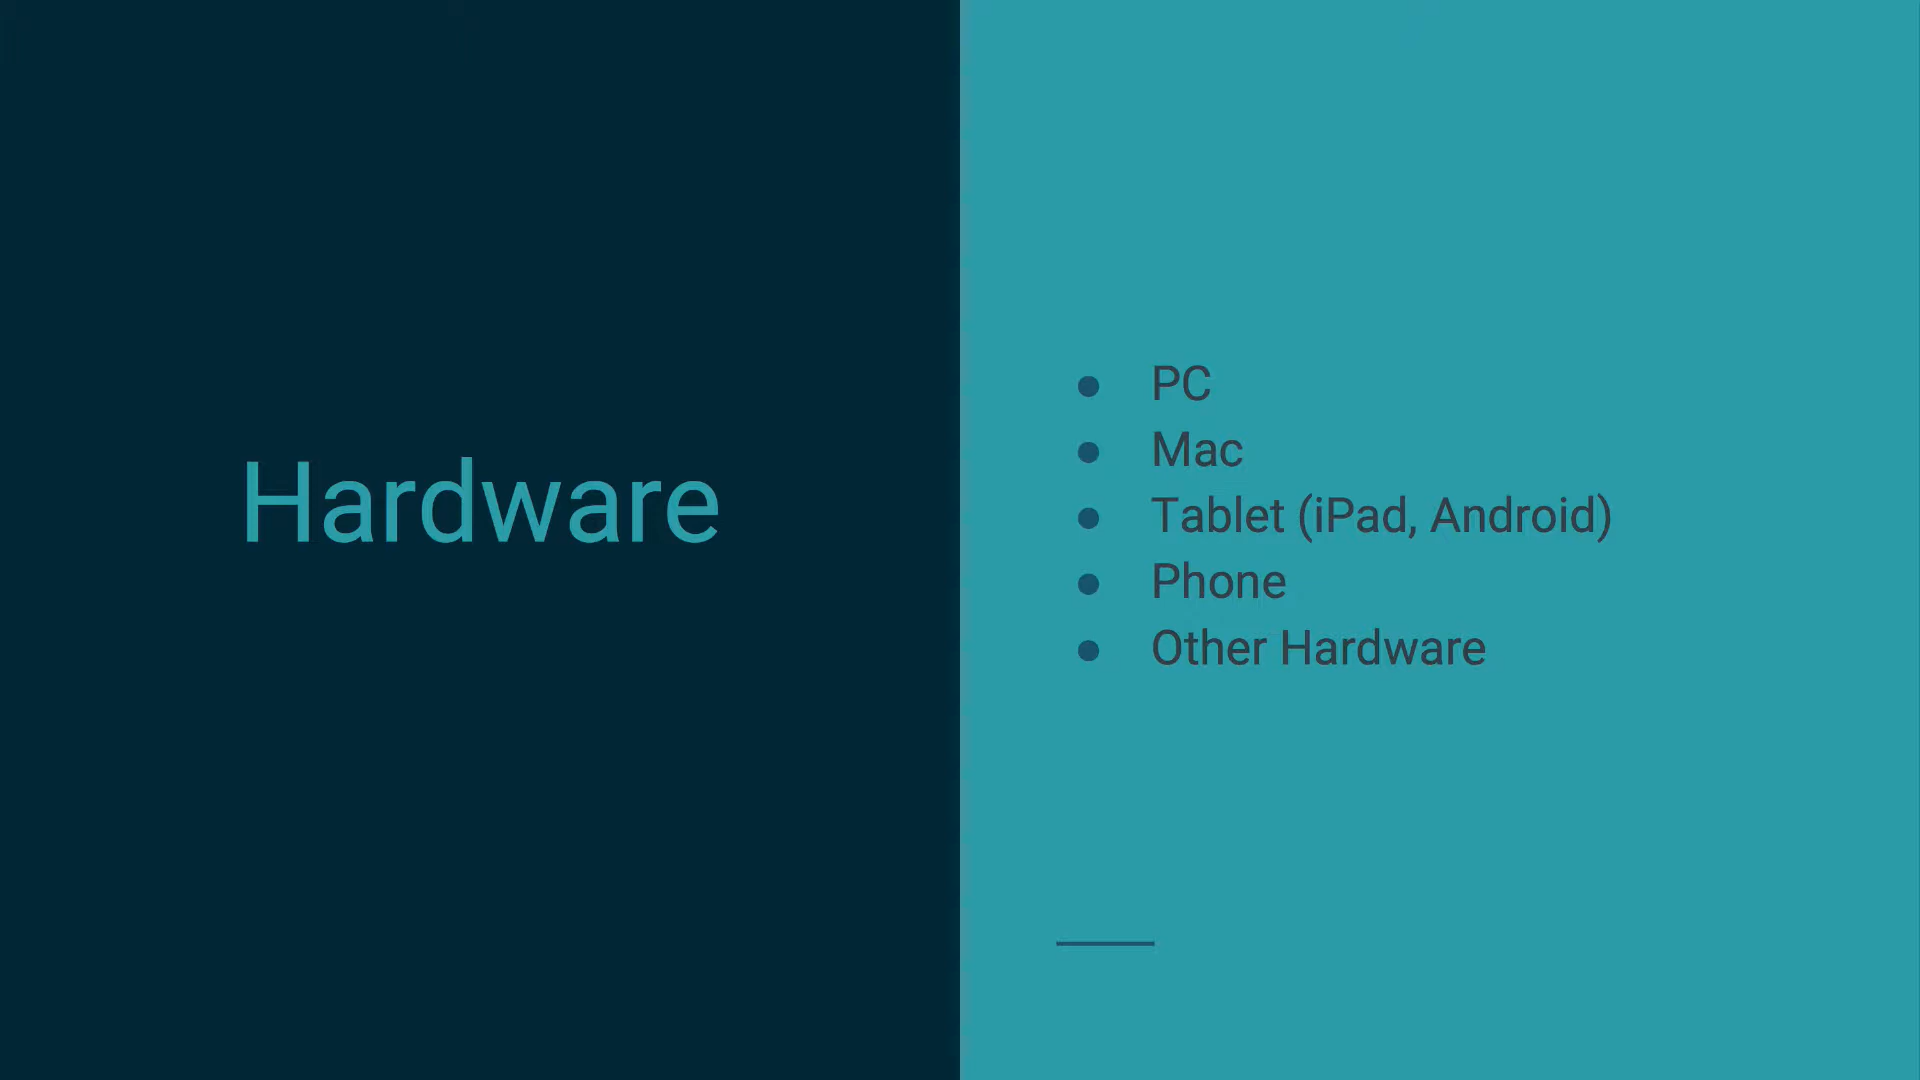 Hardware
● PC
● Mac
● Tablet (iPad, Android)
● Phone
● Other Hardware